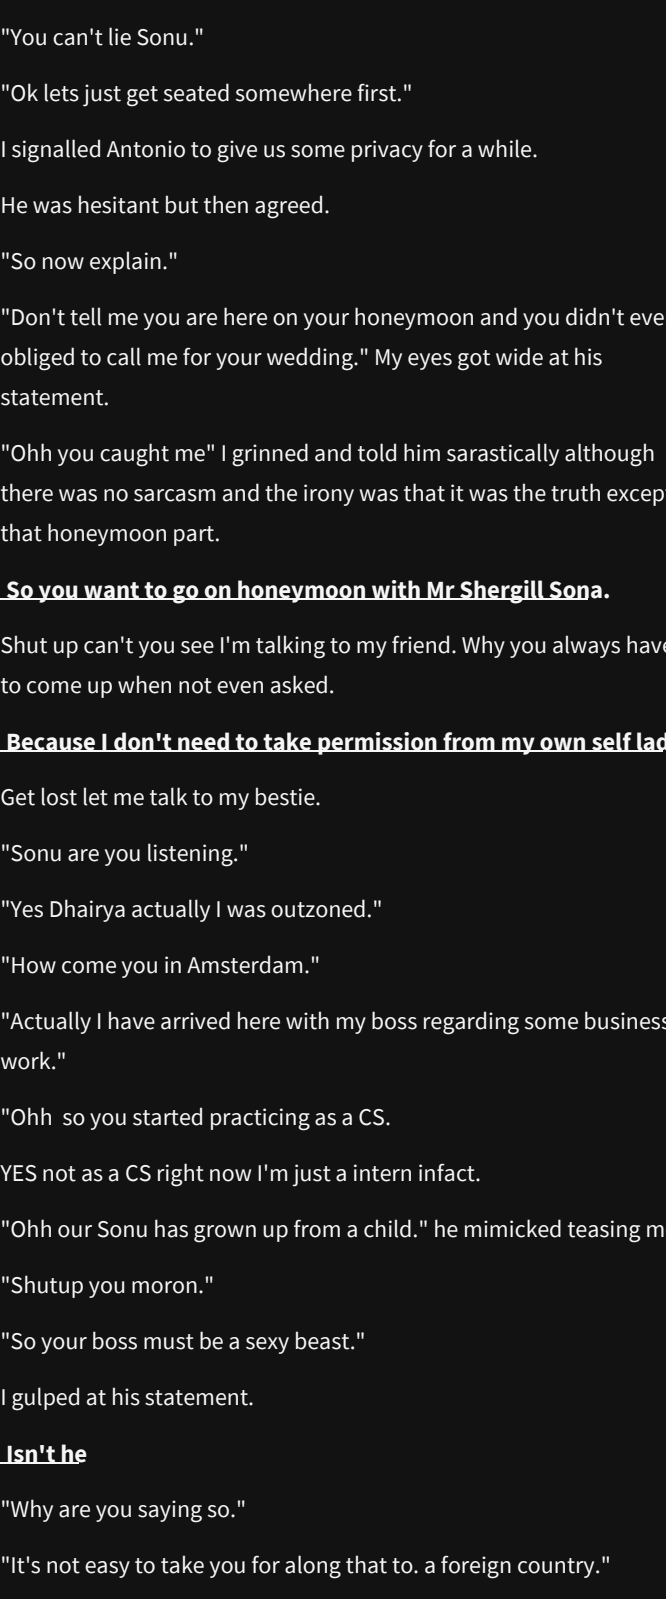 "You can't lie Sonu."
"Ok lets just get seated somewhere first."
I signalled Antonio to give us some privacy for a while.
He was hesitant but then agreed.
"So now explain."
"Don't tell me you are here on your honeymoon and you didn't eve
obliged to call me for your wedding." My eyes got wide at his
statement.
"Ohh you caught me" I grinned and told him sarastically although
there was no sarcasm and the irony was that it was the truth excep
that honeymoon part.
So you want to go on honeymoon with Mr Shergill Sona.
Shut up can't you see I'm talking to my friend. Why you always have
to come up when not even asked.
Because I don't need to take permission from my own self lad
Get lost let me talk to my bestie.
"Sonu are you listening."
"Yes Dhairya actually I was outzoned."
"How come you in Amsterdam."
"Actually I have arrived here with my boss regarding some business
work."
"Ohh  so you started practicing as a CS.
YES not as a CS right now I'm just a intern infact.
"Ohh our Sonu has grown up from a child." he mimicked teasing m
"Shutup you moron."
"So your boss must be a sexy beast."
I gulped at his statement.
Isn't he
"Why are you saying so."
"It's not easy to take you for along that to. a foreign country."